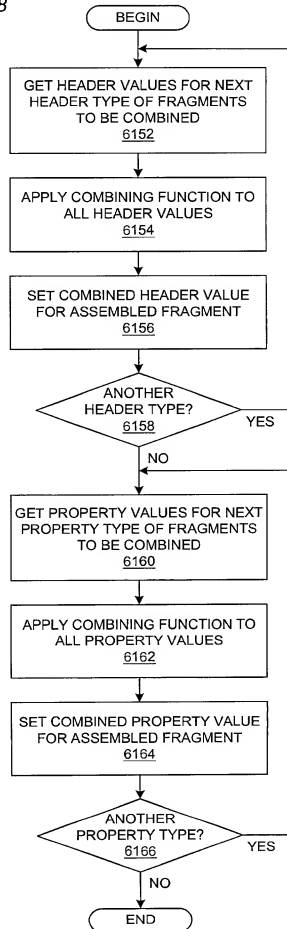 8
BEGIN
GET HEADER VALUES FOR NEXT
HEADER TYPE OF FRAGMENTS
TO BE COMBINED
6152
APPLY COMBINING FUNCTION TO
ALL HEADER VALUES
6154
SET COMBINED HEADER VALUE
FOR ASSEMBLED FRAGMENT
6156
ANOTHER
HEADER TYPE?
6158
YES
NO
GET PROPERTY VALUES FOR NEXT
PROPERTY TYPE OF FRAGMENTS
TO BE COMBINED
6160
APPLY COMBINING FUNCTION TO
ALL PROPERTY VALUES
6162
SET COMBINED PROPERTY VALUE
FOR ASSEMBLED FRAGMENT
6164
ANOTHER
PROPERTY TYPE?
6166
YES
NO
END